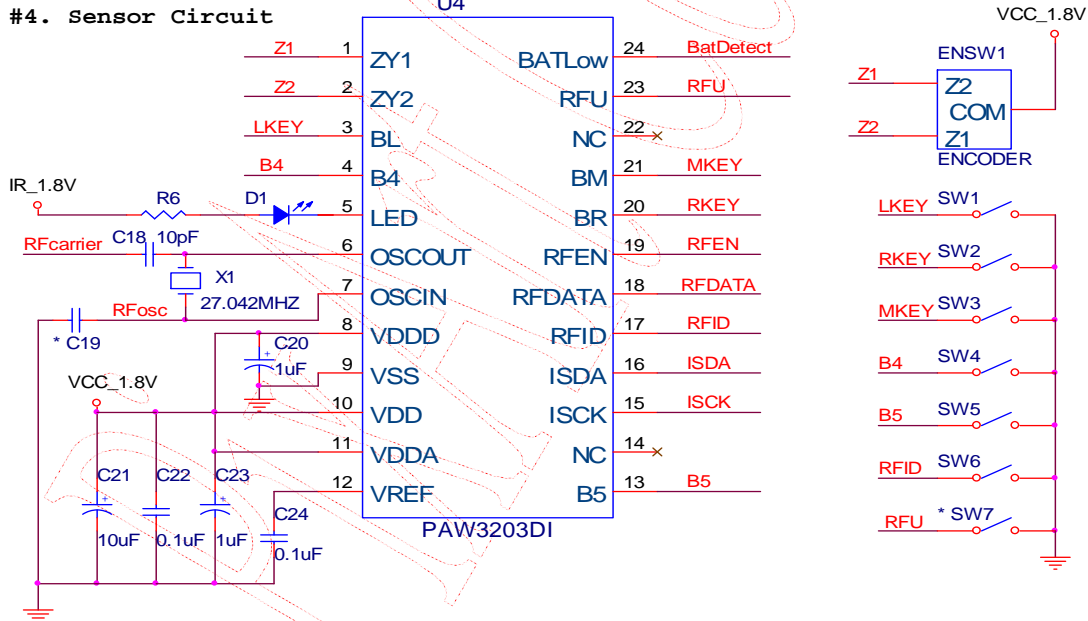 #4. Sensor Circuit
U4
VCC_1.8V
Z1 1 ZY1
Z2 2 ZY2
LKEY 3 BL
B4 4 B4
IR_1.8V
R6
D1
5 LED
RFcarrier
C18 10pF
6 OSCOUT
X1
27.042MHZ
7 OSCIN
RFosc
* C19
8 VDDD
C20
1uF
9 VSS
VCC_1.8V
10 VDD
11 VDDA
12 VREF
C21
10uF
C22
0.1uF
C23
1uF
C24
0.1uF
BATLow 24 BatDetect
RFU 23 RFU
NC 22
BM 21 MKEY
BR 20 RKEY
RFEN 19 RFEN
RFDATA 18 RFDATA
RFID 17 RFID
ISDA 16 ISDA
ISCK 15 ISCK
NC 14
B5 13 B5
PAW3203DI
ENSW1
Z1 Z2
COM
Z2 Z1
ENCODER
LKEY SW1
RKEY SW2
MKEY SW3
B4 SW4
B5 SW5
RFID SW6
RFU * SW7